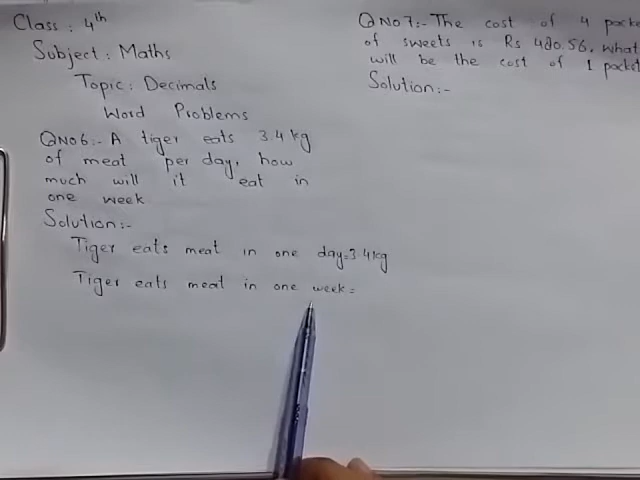 Class : 4th
Subject : Maths
Topic : Decimals
Word Problems
QNo6:- A tiger eats 3.4 kg
of meat per day, how
much will it eat in
one week
Solution:-
Tiger eats meat in one day=3.4kg
Tiger eats meat in one week=
QNo7:- The cost of 4 pocke
of sweets is Rs 480.56, what
will be the cost of 1 pocket
Solution:-